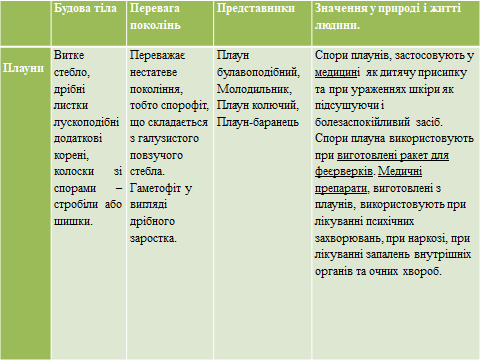 Будова тіла
Перевага
поколінь
Представники
Значення у природі і житті
людини.
Плауни
Витке
стебло,
дрібні
листки
лускоподібні
додаткові
корені,
колоски зі
спорами –
стробіли або
шишки.
Переважає
нестатеве
покоління,
тобто спорофіт,
що складається
з галузистого
повзучого
стебла.
Гаметофіт у
вигляді
дрібного
заростка.
Плаун
булавоподібний,
Молодильник,
Плаун колючий,
Плаун-баранець
Спори плаунів, застосовують у
медицині як дитячу присипку
та при ураженнях шкіри як
підсушуючи і
болезаспокійливий засіб.
Спори плауна використовують
при виготовлені ракет для
феєрверків. Медичні
препарати, виготовлені з
плаунів, використовують при
лікуванні психічних
захворювань, при наркозі, при
лікуванні запалень внутрішніх
органів та очних хвороб.